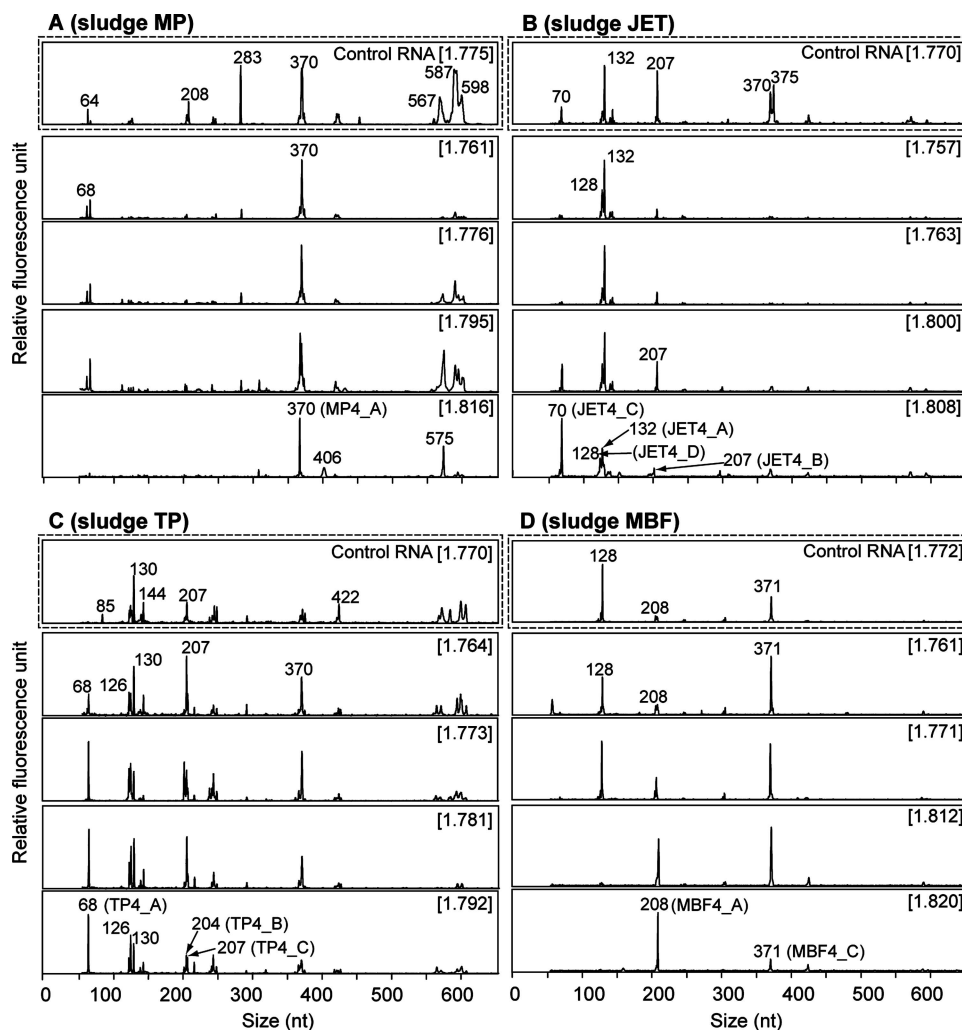 A (sludge MP)
Control RNA [1.775]
64
208
283
370
567
587
598
[1.761]
68
370
[1.776]
[1.795]
[1.816]
370 (MP4_A)
406
575
0 100 200 300 400 500 600
B (sludge JET)
Control RNA [1.770]
70
132
207
370
375
[1.757]
128
132
[1.763]
[1.800]
207
[1.808]
70 (JET4_C)
132 (JET4_A)
128 (JET4_D)
207 (JET4_B)
Relative fluorescence unit
C (sludge TP)
Control RNA [1.770]
85
130
144
207
422
[1.764]
68
126
130
207
370
[1.773]
[1.781]
[1.792]
68 (TP4_A)
126
130
204 (TP4_B)
207 (TP4_C)
0 100 200 300 400 500 600
Size (nt)
D (sludge MBF)
Control RNA [1.772]
128
208
371
[1.761]
128
208
371
[1.771]
[1.812]
[1.820]
208 (MBF4_A)
371 (MBF4_C)
0 100 200 300 400 500 600
Size (nt)
Relative fluorescence unit